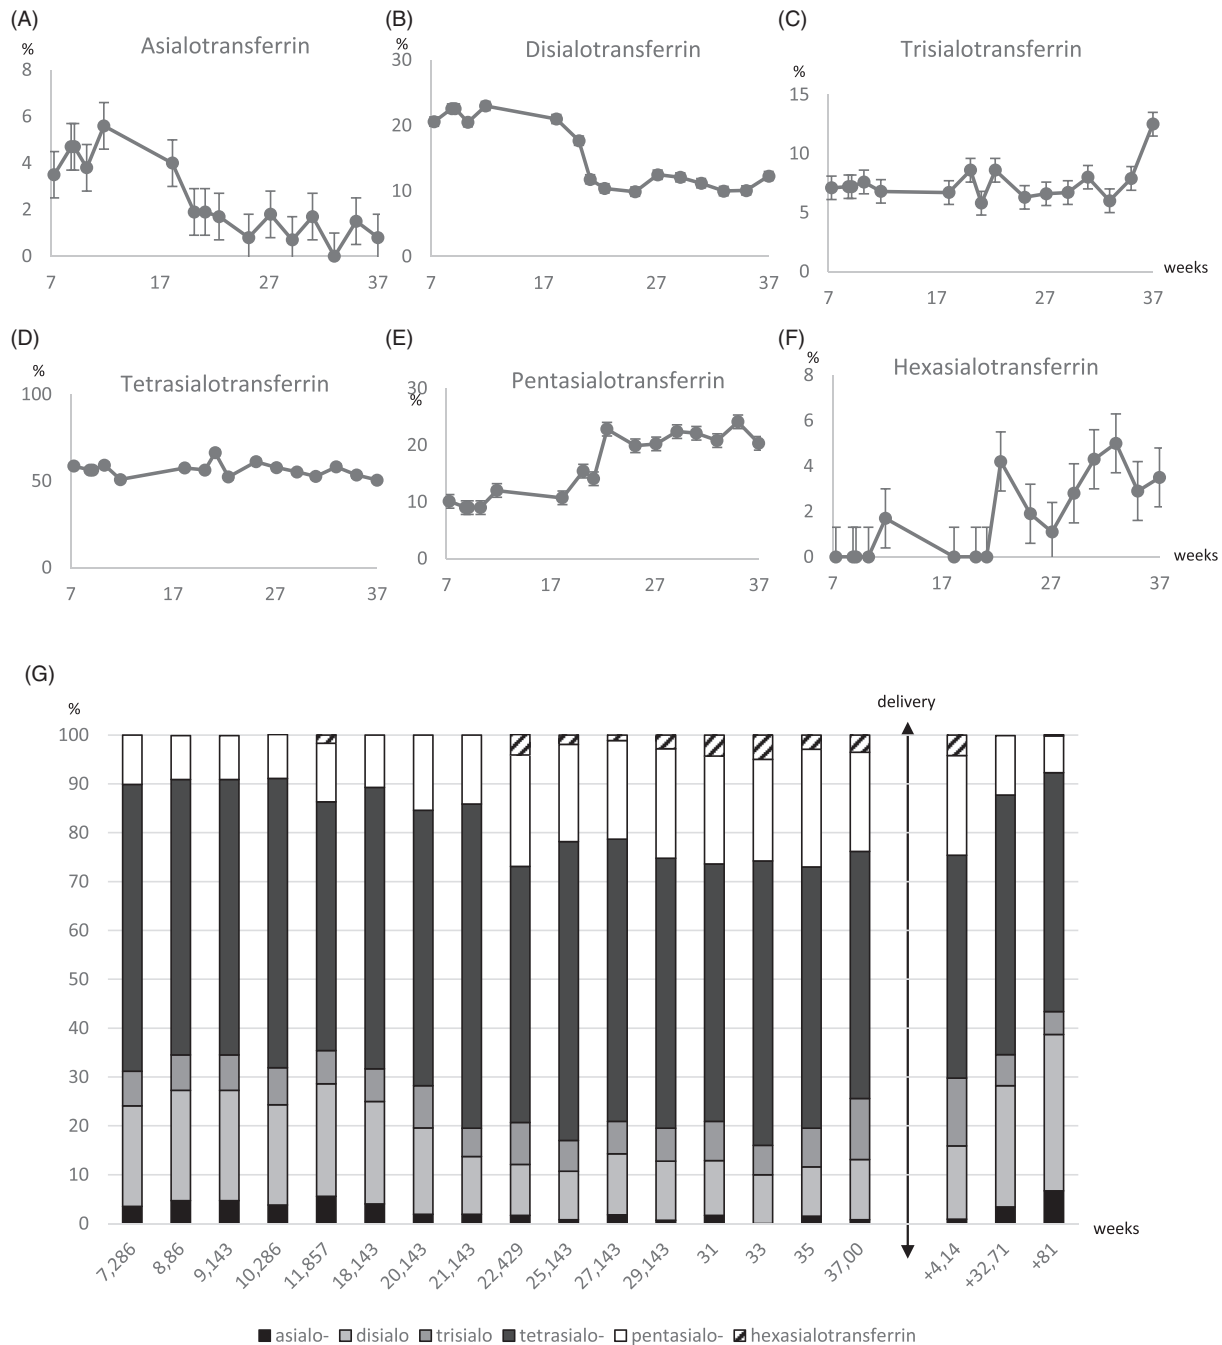 (A)
Asialotransferrin
%
8
6
4
2
0
7 17 27 37
(B)
Disialotransferrin
%
30
20
10
0
7 17 27 37
(C)
Trisialotransferrin
%
15
10
5
0
weeks
7 17 27 37
(D)
%
Tetrasialotransferrin
100
50
0
7 17 27 37
(E)
Pentasialotransferrin
30
%
20
10
0
7 17 27 37
(F)
%
Hexasialotransferrin
8
6
4
2
0
weeks
7 17 27 37
(G)
%
delivery
100
90
80
70
60
50
40
30
20
10
0
weeks
7,286 8,86 9,143 10,286 11,857 18,143 20,143 21,143 22,429 25,143 27,143 29,143 31 33 35 37,00 +4,14 +32,71 +81
asialo- disialo trisialo tetrasialo- pentasialo- hexasialotransferrin